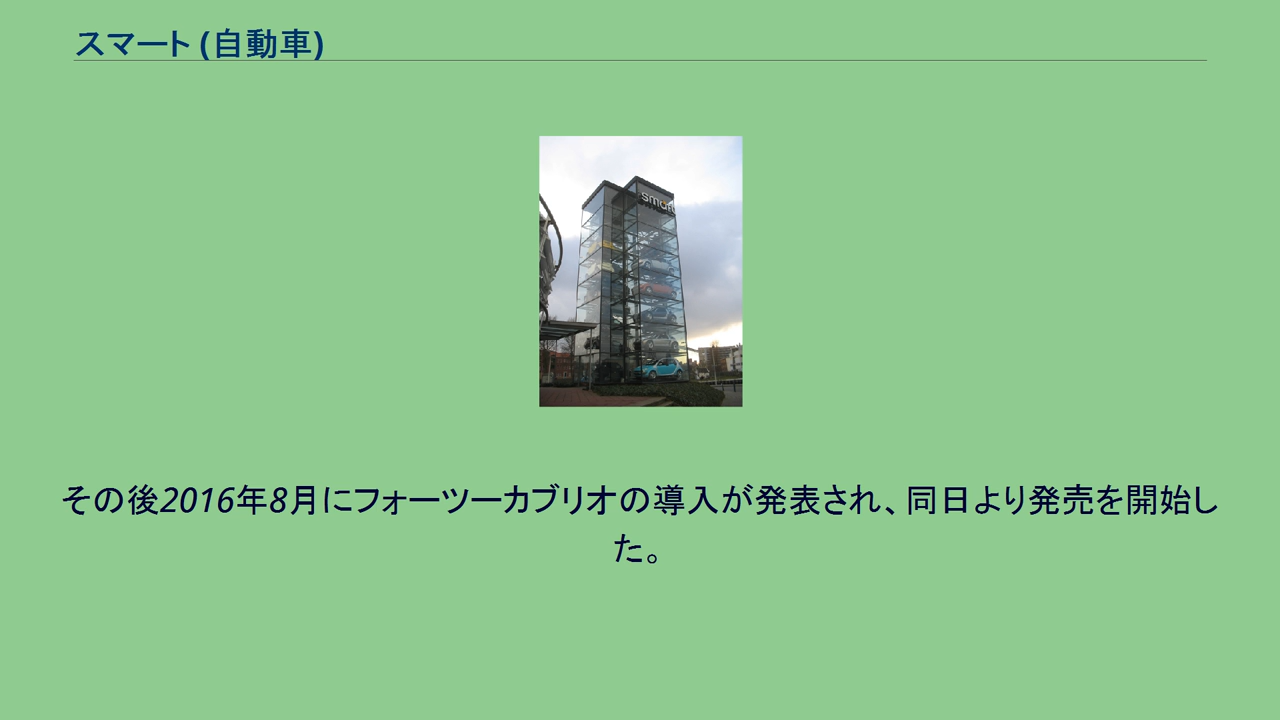 スマート (自動車)
smart
その後2016年8月にフォーツーカブリオの導入が発表され、同日より発売を開始し
た。